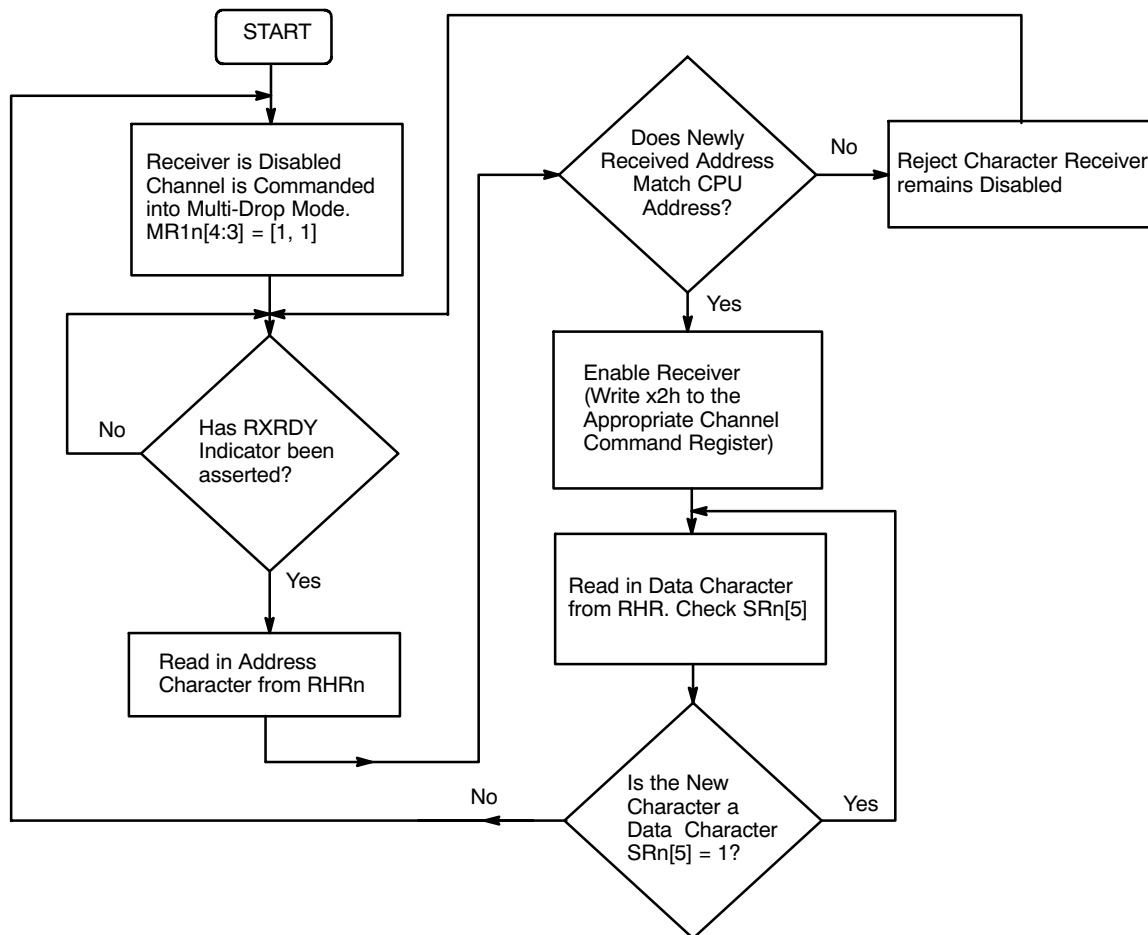 START
Receiver is Disabled
Channel is Commanded
into Multi-Drop Mode.
MR1n[4:3] = [1, 1]
No
Has RXRDY
Indicator been
asserted?
Yes
Read in Address
Character from RHRn
Does Newly
Received Address
Match CPU
Address?
No
Reject Character Receiver
remains Disabled
Yes
Enable Receiver
(Write x2h to the
Appropriate Channel
Command Register)
Read in Data Character
from RHR. Check SRn[5]
Is the New
Character a
Data Character
SRn[5] = 1?
Yes
No